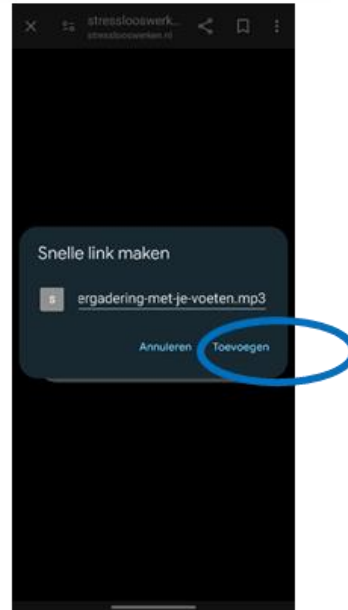 stresslooswerk...
stresslooswerken.nl
Snelle link maken
s
ergadering-met-je-voeten.mp3
Annuleren Toevoegen